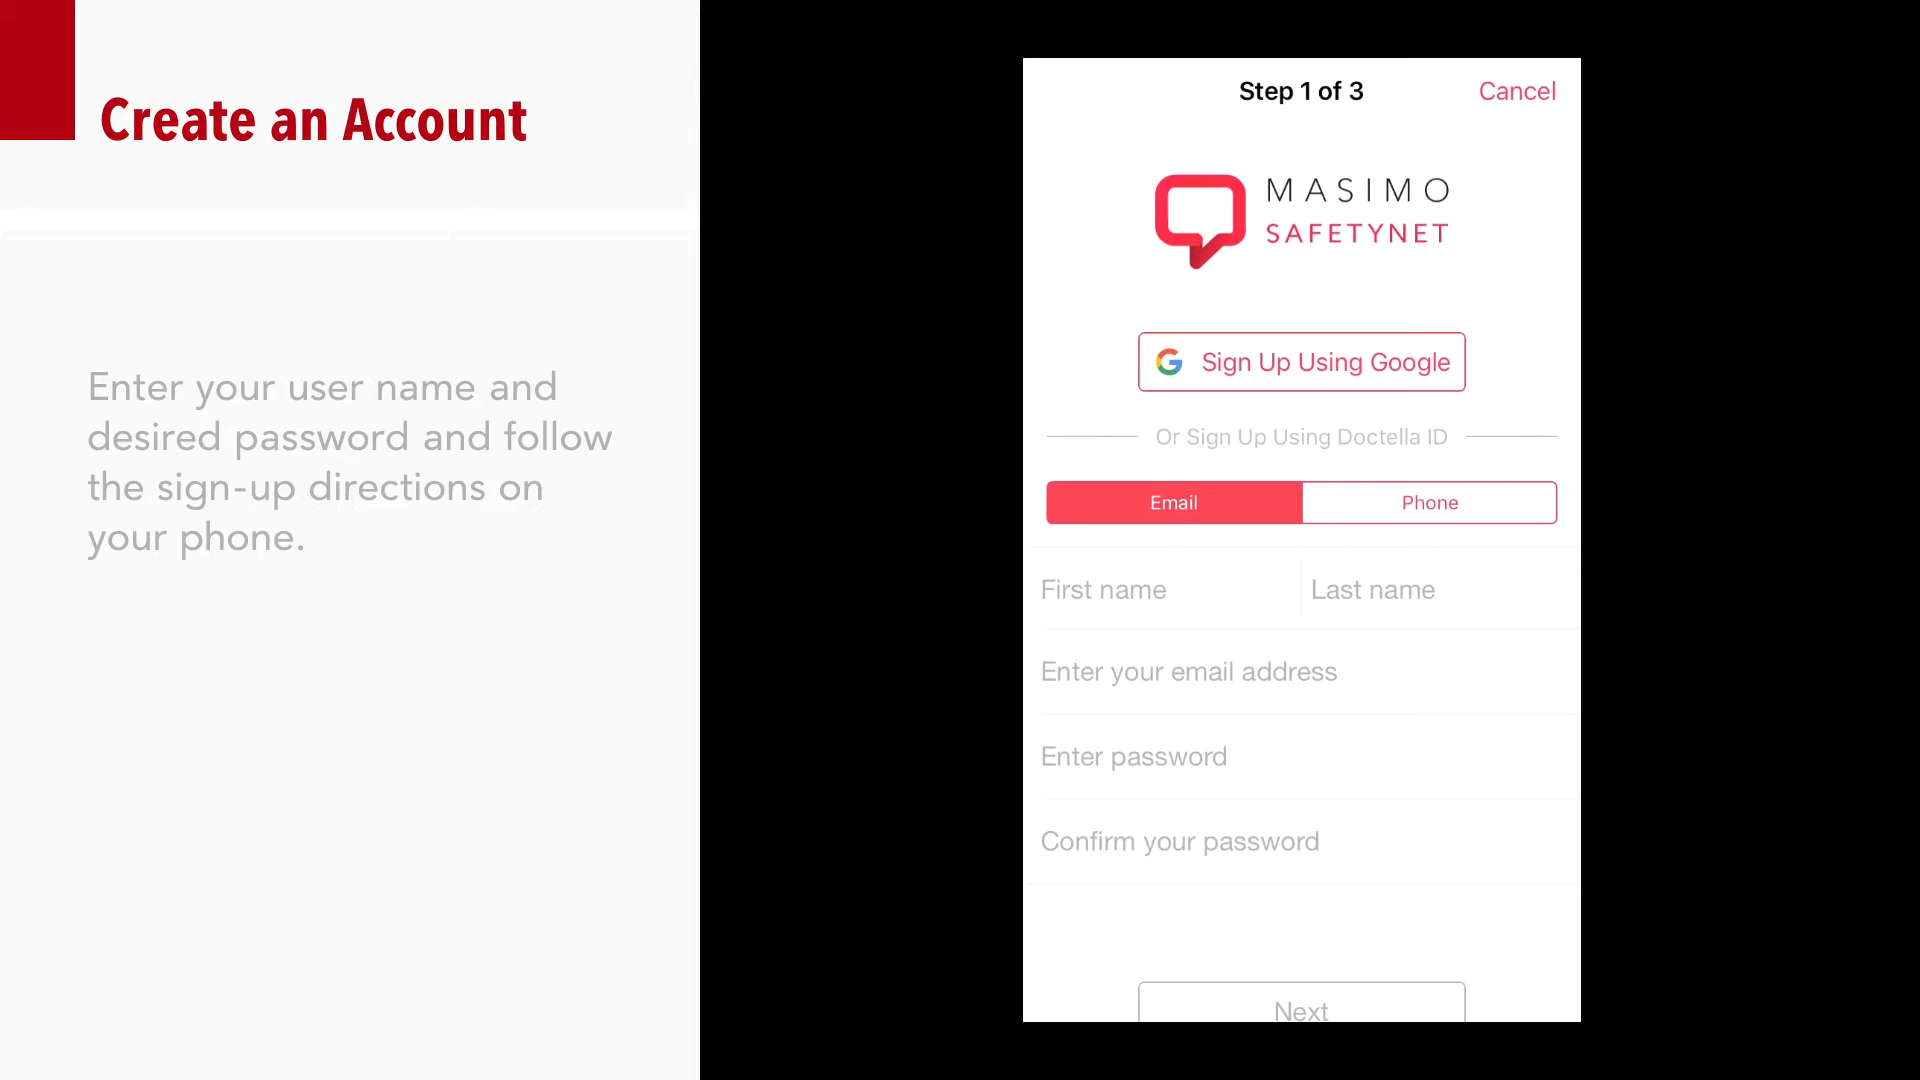 Create an Account
Enter your user name and
desired password and follow
the sign-up directions on
your phone.
Step 1 of 3
Cancel
MASIMO
SAFETYNET
Sign Up Using Google
Or Sign Up Using Doctella ID
Email
Phone
First name
Last name
Enter your email address
Enter password
Confirm your password
Next